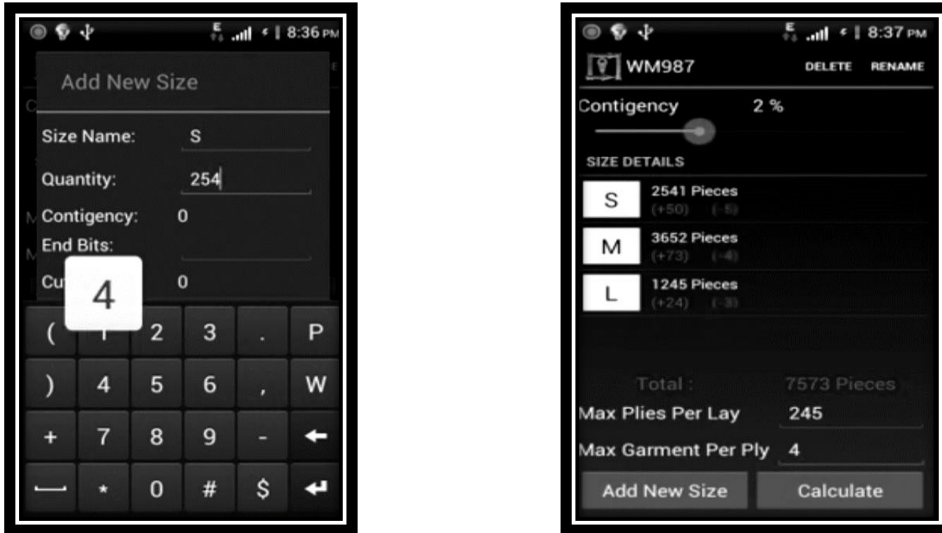 8:36 PM
Add New Size
Size Name: S
Quantity: 254
Contigency: 0
End Bits:
Cu 0
4
( 1 2 3 . P
) 4 5 6 , W
+ 7 8 9 -
* 0 # $
8:37 PM
WM987 DELETE RENAME
Contigency 2 %
SIZE DETAILS
S 2541 Pieces
(+50) (-5)
M 3652 Pieces
(+73) (-4)
L 1245 Pieces
(+24) (-3)
Total : 7573 Pieces
Max Plies Per Lay 245
Max Garment Per Ply 4
Add New Size Calculate